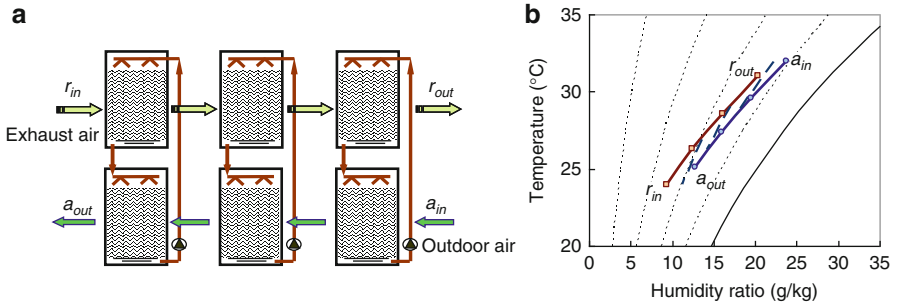 a
r_in
r_out
Exhaust air
a_out
a_in
Outdoor air
b
Temperature (°C)
35
30
25
20
r_out
a_in
r_in
a_out
0 5 10 15 20 25 30 35
Humidity ratio (g/kg)